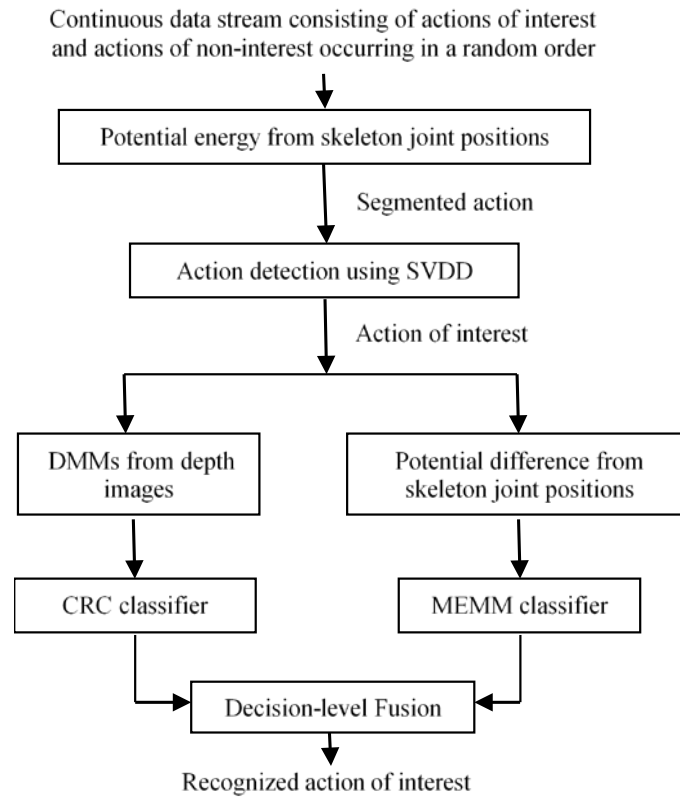 Continuous data stream consisting of actions of interest
and actions of non-interest occurring in a random order
Potential energy from skeleton joint positions
Segmented action
Action detection using SVDD
Action of interest
DMMs from depth
images
Potential difference from
skeleton joint positions
CRC classifier
MEMM classifier
Decision-level Fusion
Recognized action of interest